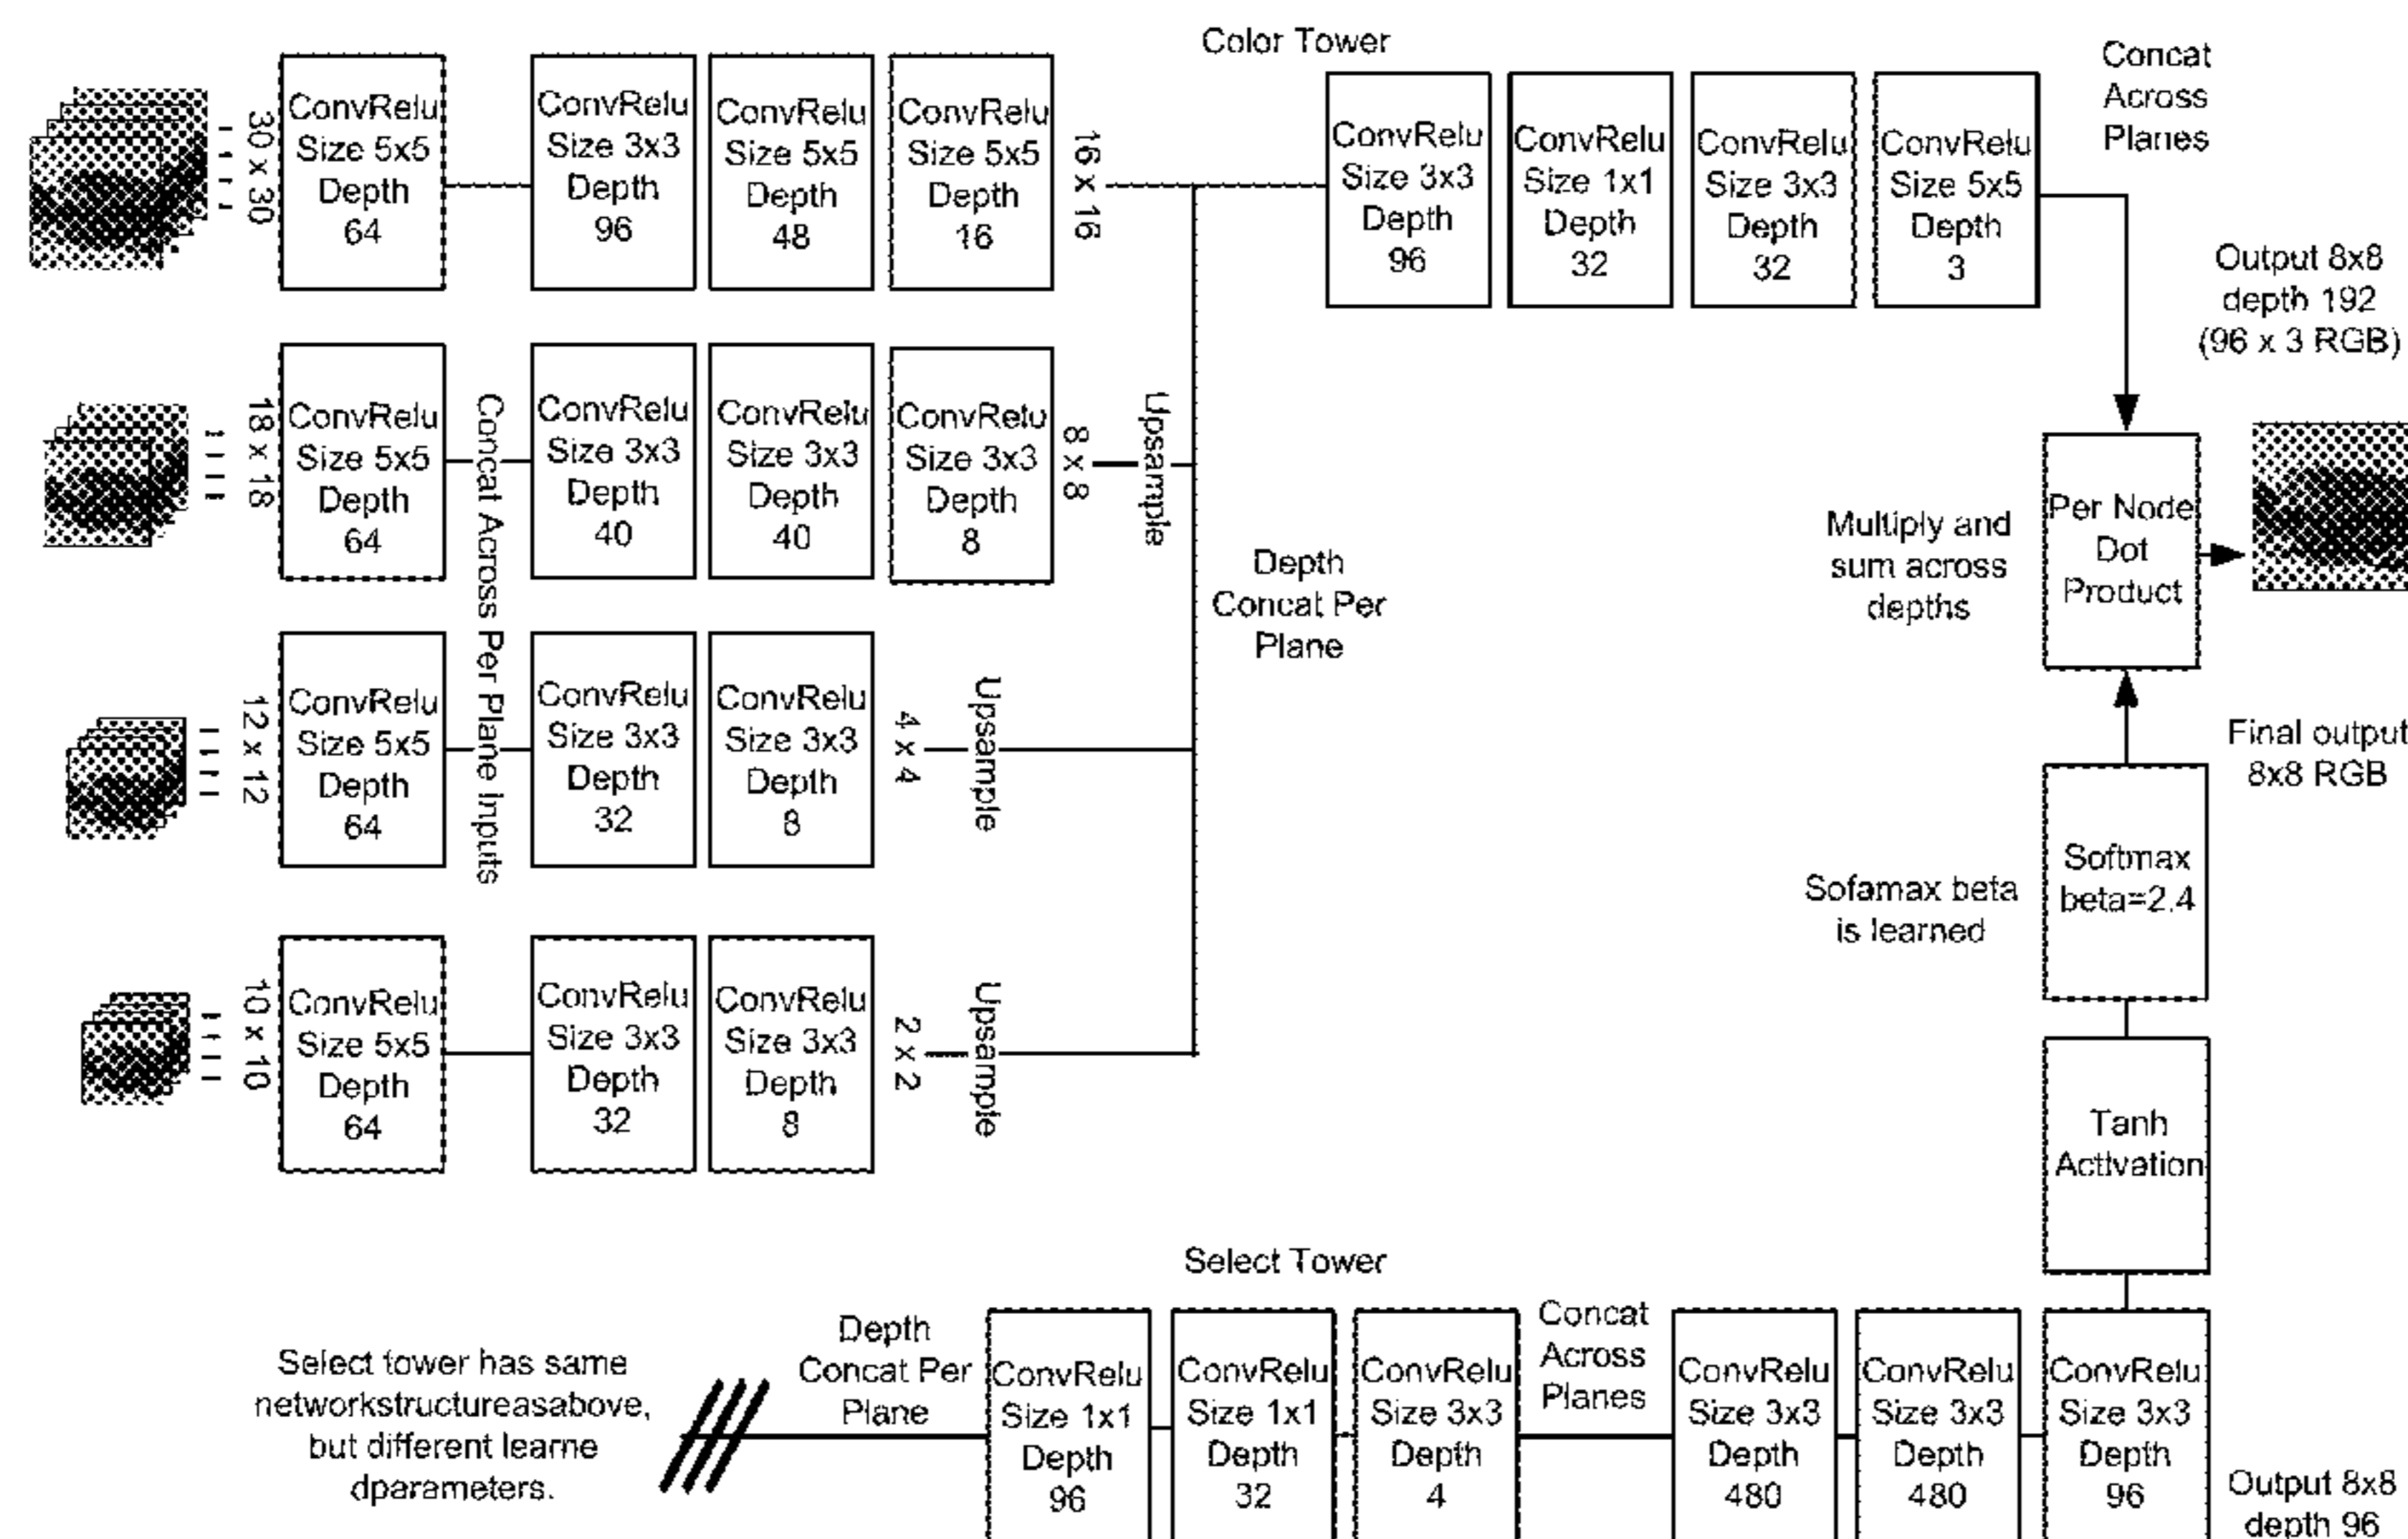 Color Tower
30 x 30
ConvRelu
Size 5x5
Depth
64
ConvRelu
Size 3x3
Depth
96
ConvRelu
Size 5x5
Depth
48
ConvRelu
Size 5x5
Depth
16
16 x 16
ConvRelu
Size 3x3
Depth
96
ConvRelu
Size 1x1
Depth
32
ConvRelu
Size 3x3
Depth
32
ConvRelu
Size 5x5
Depth
3
Concat
Across
Planes
Output 8x8
depth 192
(96 x 3 RGB)
18 x 18
ConvRelu
Size 5x5
Depth
64
Concat Across Per Plane Inputs
ConvRelu
Size 3x3
Depth
40
ConvRelu
Size 3x3
Depth
40
ConvRelu
Size 3x3
Depth
8
8 x 8
Upsample
Depth
Concat Per
Plane
Multiply and
sum across
depths
Per Node
Dot
Product
12 x 12
ConvRelu
Size 5x5
Depth
64
ConvRelu
Size 3x3
Depth
32
ConvRelu
Size 3x3
Depth
8
4 x 4
Upsample
Final output
8x8 RGB
Sofamax beta
is learned
Softmax
beta=2.4
10 x 10
ConvRelu
Size 5x5
Depth
64
ConvRelu
Size 3x3
Depth
32
ConvRelu
Size 3x3
Depth
8
2 x 2
Upsample
Tanh
Activation
Select Tower
Select tower has same
networkstructureasabove,
but different learne
dparameters.
Depth
Concat Per
Plane
ConvRelu
Size 1x1
Depth
96
ConvRelu
Size 1x1
Depth
32
ConvRelu
Size 3x3
Depth
4
Concat
Across
Planes
ConvRelu
Size 3x3
Depth
480
ConvRelu
Size 3x3
Depth
480
ConvRelu
Size 3x3
Depth
96
Output 8x8
depth 96